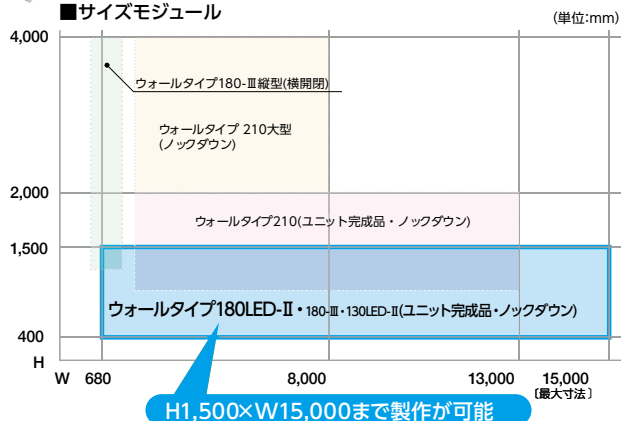 ■サイズモジュール
(単位:mm)
4,000
ウォールタイプ180-Ⅲ縦型(横開閉)
ウォールタイプ 210大型
(ノックダウン)
2,000
ウォールタイプ210(ユニット完成品・ノックダウン)
1,500
ウォールタイプ180LED-Ⅱ・180-Ⅲ・130LED-Ⅱ(ユニット完成品・ノックダウン)
400
H
W 680 8,000 13,000 15,000
〔最大寸法〕
H1,500×W15,000まで製作が可能